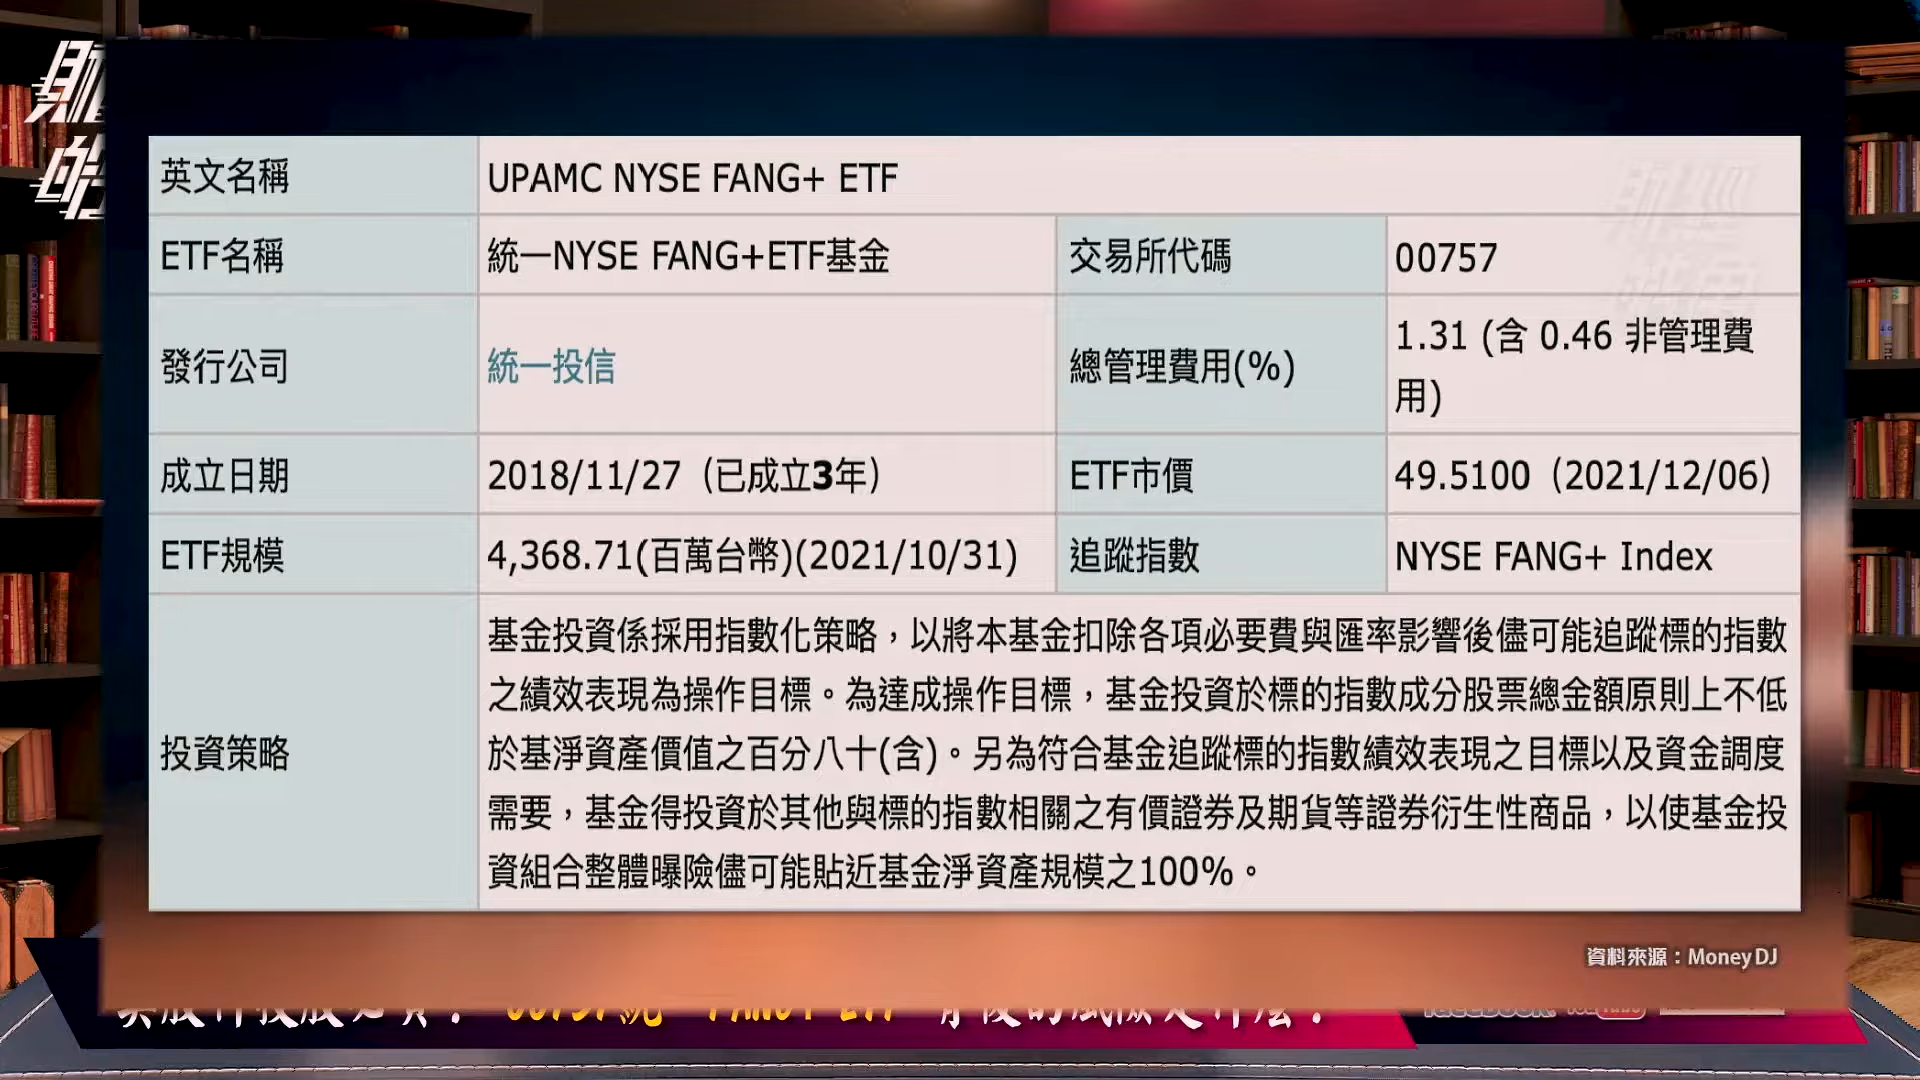 英文名稱 UPAMC NYSE FANG+ ETF
ETF名稱 統一NYSE FANG+ETF基金 交易所代碼 00757
發行公司 統一投信 總管理費用(%) 1.31 (含 0.46 非管理費
用)
成立日期 2018/11/27（已成立3年） ETF市價 49.5100（2021/12/06）
ETF規模 4,368.71(百萬台幣)(2021/10/31) 追蹤指數 NYSE FANG+ Index
投資策略
基金投資係採用指數化策略，以將本基金扣除各項必要費與匯率影響後儘可能追蹤標的指數
之績效表現為操作目標。為達成操作目標，基金投資於標的指數成分股票總金額原則上不低
於基淨資產價值之百分八十(含)。另為符合基金追蹤標的指數績效表現之目標以及資金調度
需要，基金得投資於其他與標的指數相關之有價證券及期貨等證券衍生性商品，以使基金投
資組合整體曝險儘可能貼近基金淨資產規模之100%。
資料來源：MoneyDJ